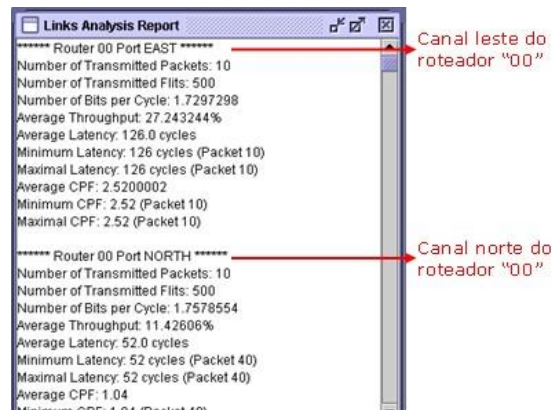 Links Analysis Report
****** Router 00 Port EAST ******
Number of Transmitted Packets: 10
Number of Transmitted Flits: 500
Number of Bits per Cycle: 1.7297298
Average Throughput: 27.243244%
Average Latency: 126.0 cycles
Minimum Latency: 126 cycles (Packet 10)
Maximal Latency: 126 cycles (Packet 10)
Average CPF: 2.5200002
Minimum CPF: 2.52 (Packet 10)
Maximal CPF: 2.52 (Packet 10)
****** Router 00 Port NORTH ******
Number of Transmitted Packets: 10
Number of Transmitted Flits: 500
Number of Bits per Cycle: 1.7578554
Average Throughput: 11.42606%
Average Latency: 52.0 cycles
Minimum Latency: 52 cycles (Packet 40)
Maximal Latency: 52 cycles (Packet 40)
Average CPF: 1.04
Minimum CPF: 1.04 (Packet 40)
Canal leste do
roteador "00"
Canal norte do
roteador "00"